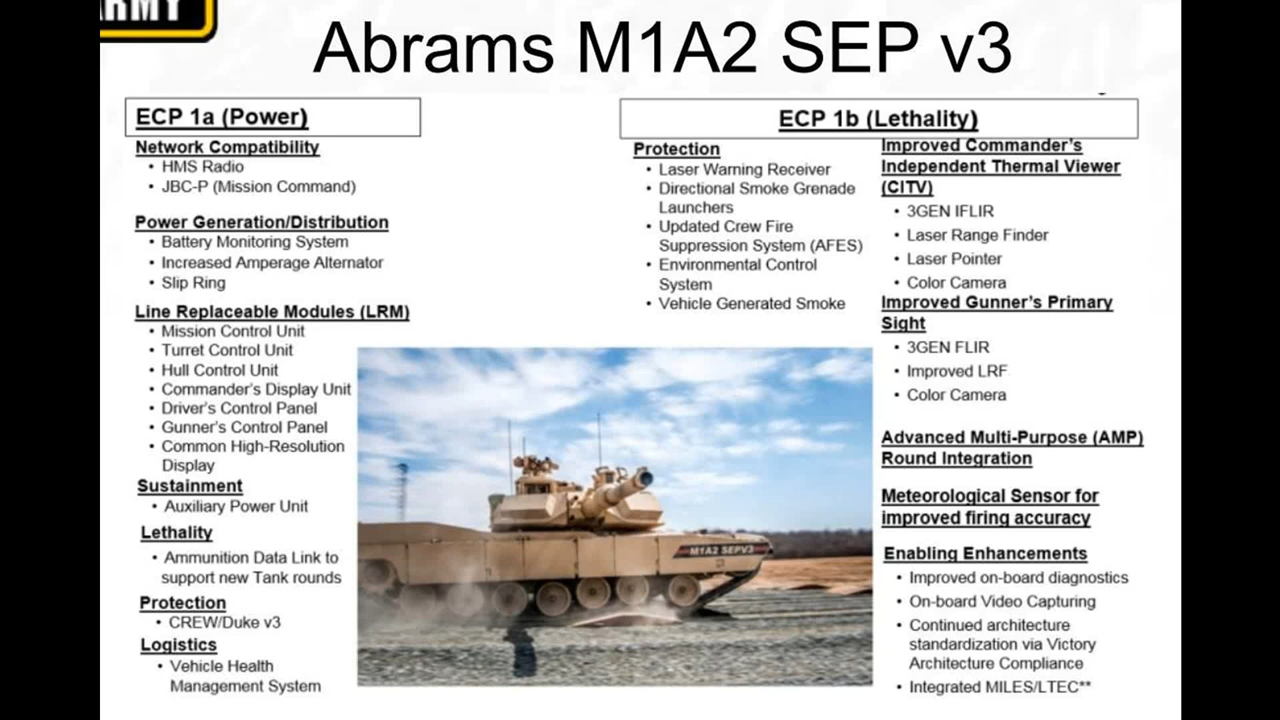 ARMY
Abrams M1A2 SEP v3
ECP 1a (Power)
Network Compatibility
• HMS Radio
• JBC-P (Mission Command)
Power Generation/Distribution
• Battery Monitoring System
• Increased Amperage Alternator
• Slip Ring
Line Replaceable Modules (LRM)
• Mission Control Unit
• Turret Control Unit
• Hull Control Unit
• Commander's Display Unit
• Driver's Control Panel
• Gunner's Control Panel
• Common High-Resolution
Display
Sustainment
• Auxiliary Power Unit
Lethality
• Ammunition Data Link to
support new Tank rounds
Protection
• CREW/Duke v3
Logistics
• Vehicle Health
Management System
ECP 1b (Lethality)
Protection
• Laser Warning Receiver
• Directional Smoke Grenade
Launchers
• Updated Crew Fire
Suppression System (AFES)
• Environmental Control
System
• Vehicle Generated Smoke
Improved Commander's
Independent Thermal Viewer
(CITV)
• 3GEN IFLIR
• Laser Range Finder
• Laser Pointer
• Color Camera
Improved Gunner's Primary
Sight
• 3GEN FLIR
• Improved LRF
• Color Camera
Advanced Multi-Purpose (AMP)
Round Integration
Meteorological Sensor for
improved firing accuracy
Enabling Enhancements
• Improved on-board diagnostics
• On-board Video Capturing
• Continued architecture
standardization via Victory
Architecture Compliance
• Integrated MILES/LTEC**
M1A2 SEPV3